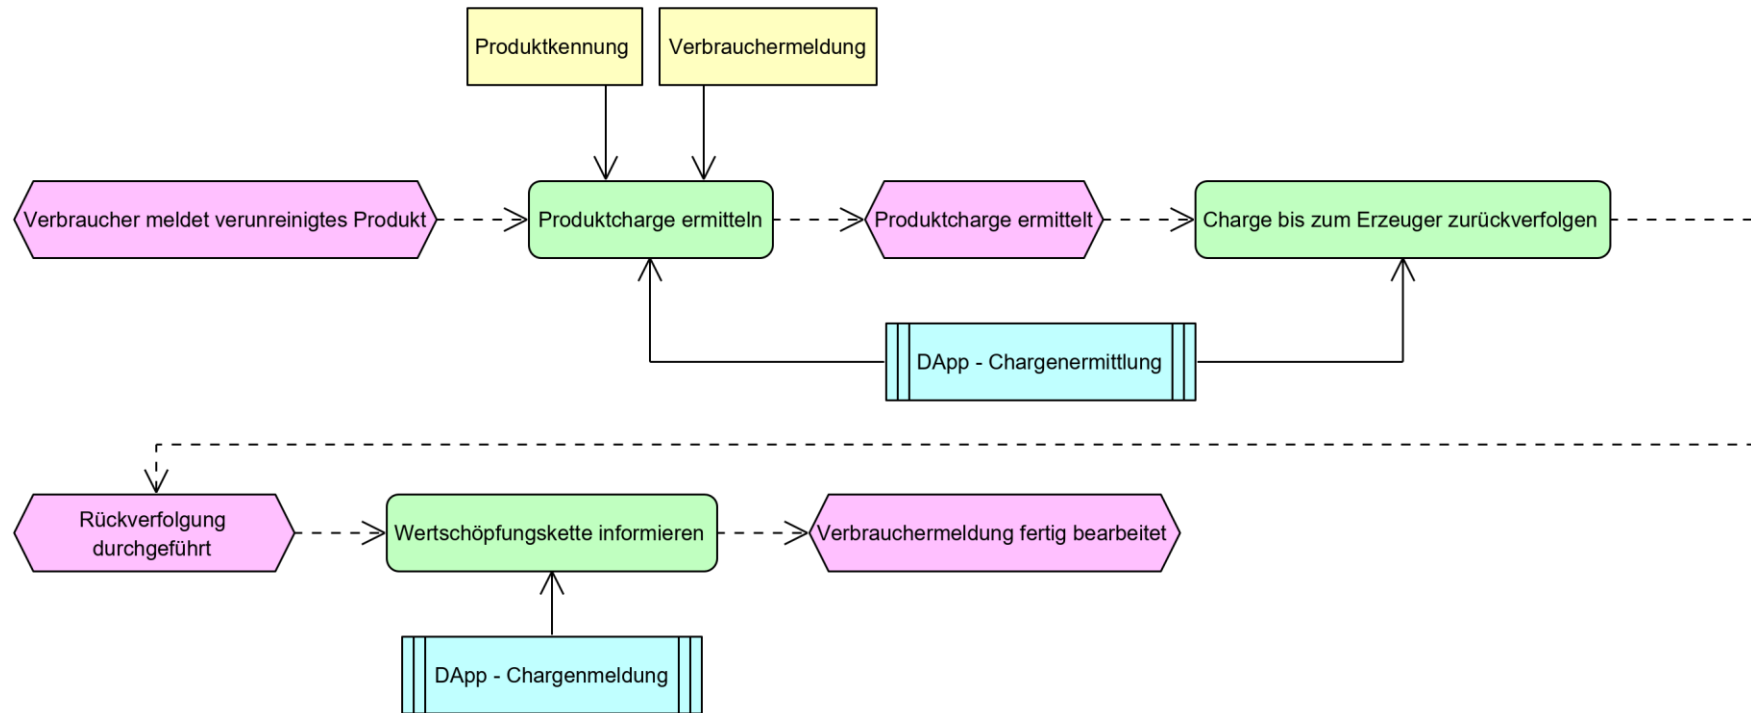 Produktkennung
Verbrauchermeldung
Verbraucher meldet verunreinigtes Produkt
Produktcharge ermitteln
Produktcharge ermittelt
Charge bis zum Erzeuger zurückverfolgen
DApp - Chargenermittlung
Rückverfolgung
durchgeführt
Wertschöpfungskette informieren
Verbrauchermeldung fertig bearbeitet
DApp - Chargenmeldung